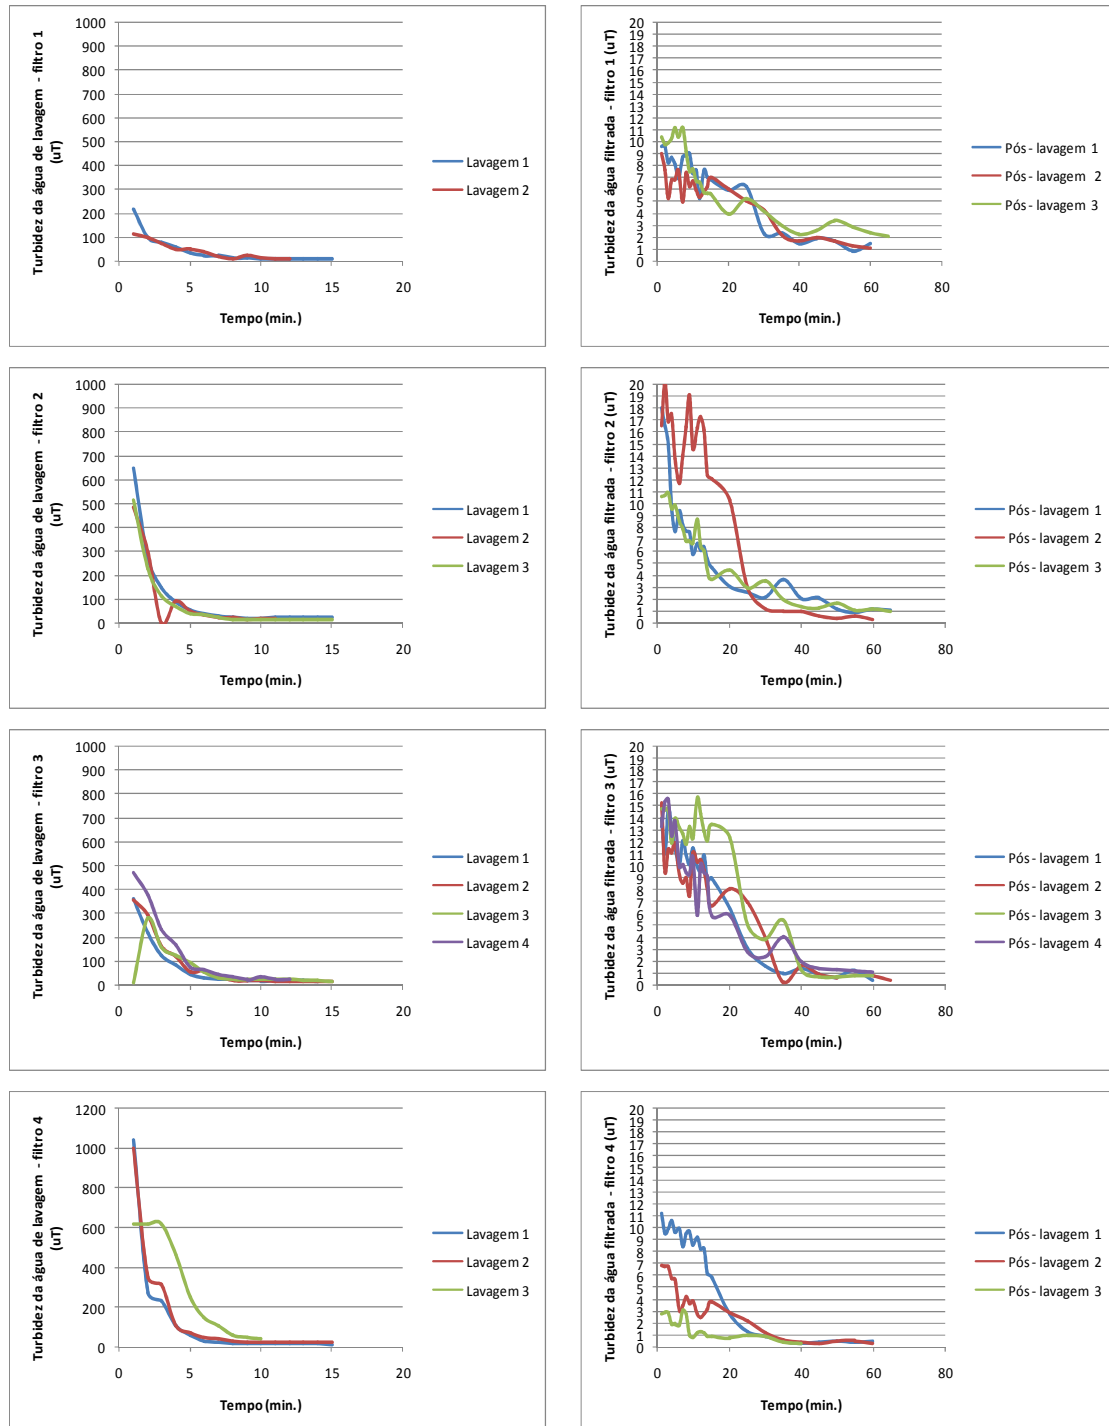 Turbidez da água de lavagem - filtro 1
(uT)
1000
900
800
700
600
500
400
300
200
100
0
0 5 10 15 20
Tempo (min.)
Lavagem 1
Lavagem 2
Turbidez da água filtrada - filtro 1 (uT)
20
19
18
17
16
15
14
13
12
11
10
9
8
7
6
5
4
3
2
1
0
0 20 40 60 80
Tempo (min.)
Pós - lavagem 1
Pós - lavagem 2
Pós - lavagem 3
Turbidez da água de lavagem - filtro 2
(uT)
1000
900
800
700
600
500
400
300
200
100
0
0 5 10 15 20
Tempo (min.)
Lavagem 1
Lavagem 2
Lavagem 3
Turbidez da água filtrada - filtro 2 (uT)
20
19
18
17
16
15
14
13
12
11
10
9
8
7
6
5
4
3
2
1
0
0 20 40 60 80
Tempo (min.)
Pós - lavagem 1
Pós - lavagem 2
Pós - lavagem 3
Turbidez da água de lavagem - filtro 3
(uT)
1000
900
800
700
600
500
400
300
200
100
0
0 5 10 15 20
Tempo (min.)
Lavagem 1
Lavagem 2
Lavagem 3
Lavagem 4
Turbidez da água filtrada - filtro 3 (uT)
20
19
18
17
16
15
14
13
12
11
10
9
8
7
6
5
4
3
2
1
0
0 20 40 60 80
Tempo (min.)
Pós - lavagem 1
Pós - lavagem 2
Pós - lavagem 3
Pós - lavagem 4
Turbidez da água de lavagem - filtro 4
(uT)
1200
1000
800
600
400
200
0
0 5 10 15 20
Tempo (min.)
Lavagem 1
Lavagem 2
Lavagem 3
Turbidez da água filtrada - filtro 4 (uT)
20
19
18
17
16
15
14
13
12
11
10
9
8
7
6
5
4
3
2
1
0
0 20 40 60 80
Tempo (min.)
Pós - lavagem 1
Pós - lavagem 2
Pós - lavagem 3